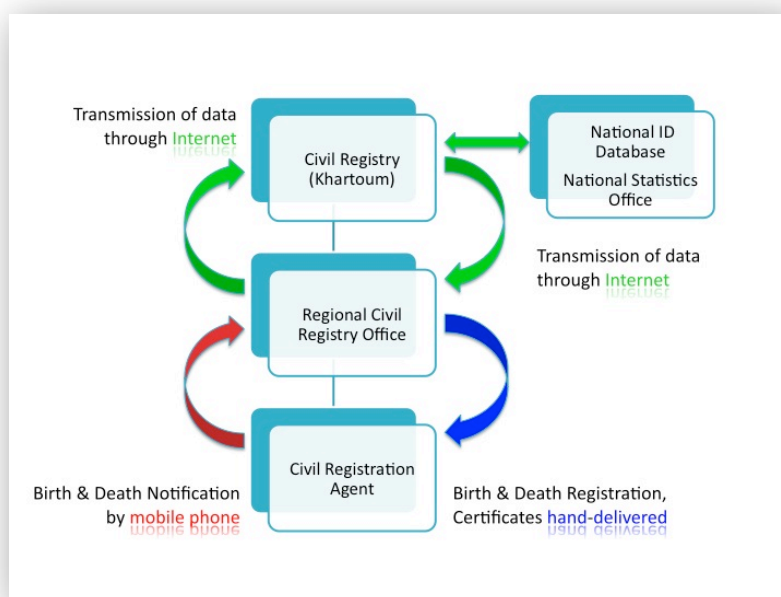 Transmission of data
through Internet
Civil Registry
(Khartoum)
National ID
Database
National Statistics
Office
Transmission of data
through Internet
Regional Civil
Registry Office
Civil Registration
Agent
Birth & Death Notification
by mobile phone
Birth & Death Registration,
Certificates hand-delivered